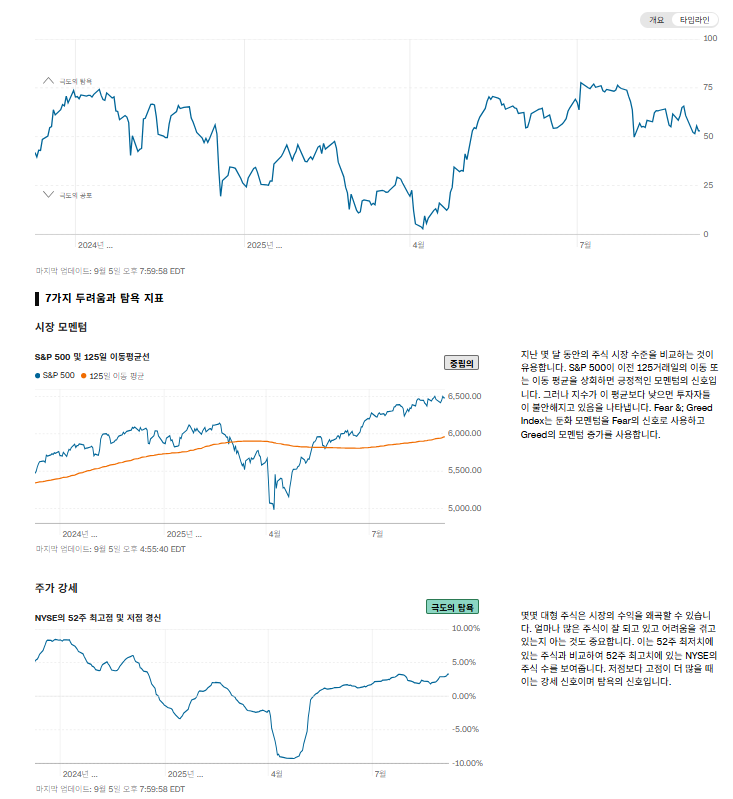 개요 타임라인
100
극도의 탐욕
75
50
25
극도의 공포
0
2024년 ... 2025년 ... 4월 7월
마지막 업데이트: 9월 5일 오후 7:59:58 EDT
7가지 두려움과 탐욕 지표
시장 모멘텀
S&P 500 및 125일 이동평균선
중립의
S&P 500 125일 이동 평균
6,500.00
6,000.00
5,500.00
5,000.00
2024년 ... 2025년 ... 4월 7월
마지막 업데이트: 9월 5일 오후 4:55:40 EDT
지난 몇 달 동안의 주식 시장 수준을 비교하는 것이
유용합니다. S&P 500이 이전 125거래일의 이동 또
는 이동 평균을 상회하면 긍정적인 모멘텀의 신호입
니다. 그러나 지수가 이 평균보다 낮으면 투자자들
이 불안해지고 있음을 나타냅니다. Fear &; Greed
Index는 둔화 모멘텀을 Fear의 신호로 사용하고
Greed의 모멘텀 증가를 사용합니다.
주가 강세
극도의 탐욕
NYSE의 52주 최고점 및 저점 경신
10.00%
5.00%
0.00%
-5.00%
-10.00%
2024년 ... 2025년 ... 4월 7월
마지막 업데이트: 9월 5일 오후 7:59:58 EDT
몇몇 대형 주식은 시장의 수익을 왜곡할 수 있습니
다. 얼마나 많은 주식이 잘 되고 있고 어려움을 겪고
있는지 아는 것도 중요합니다. 이는 52주 최저치에
있는 주식과 비교하여 52주 최고치에 있는 NYSE의
주식 수를 보여줍니다. 저점보다 고점이 더 많을 때
이는 강세 신호이며 탐욕의 신호입니다.